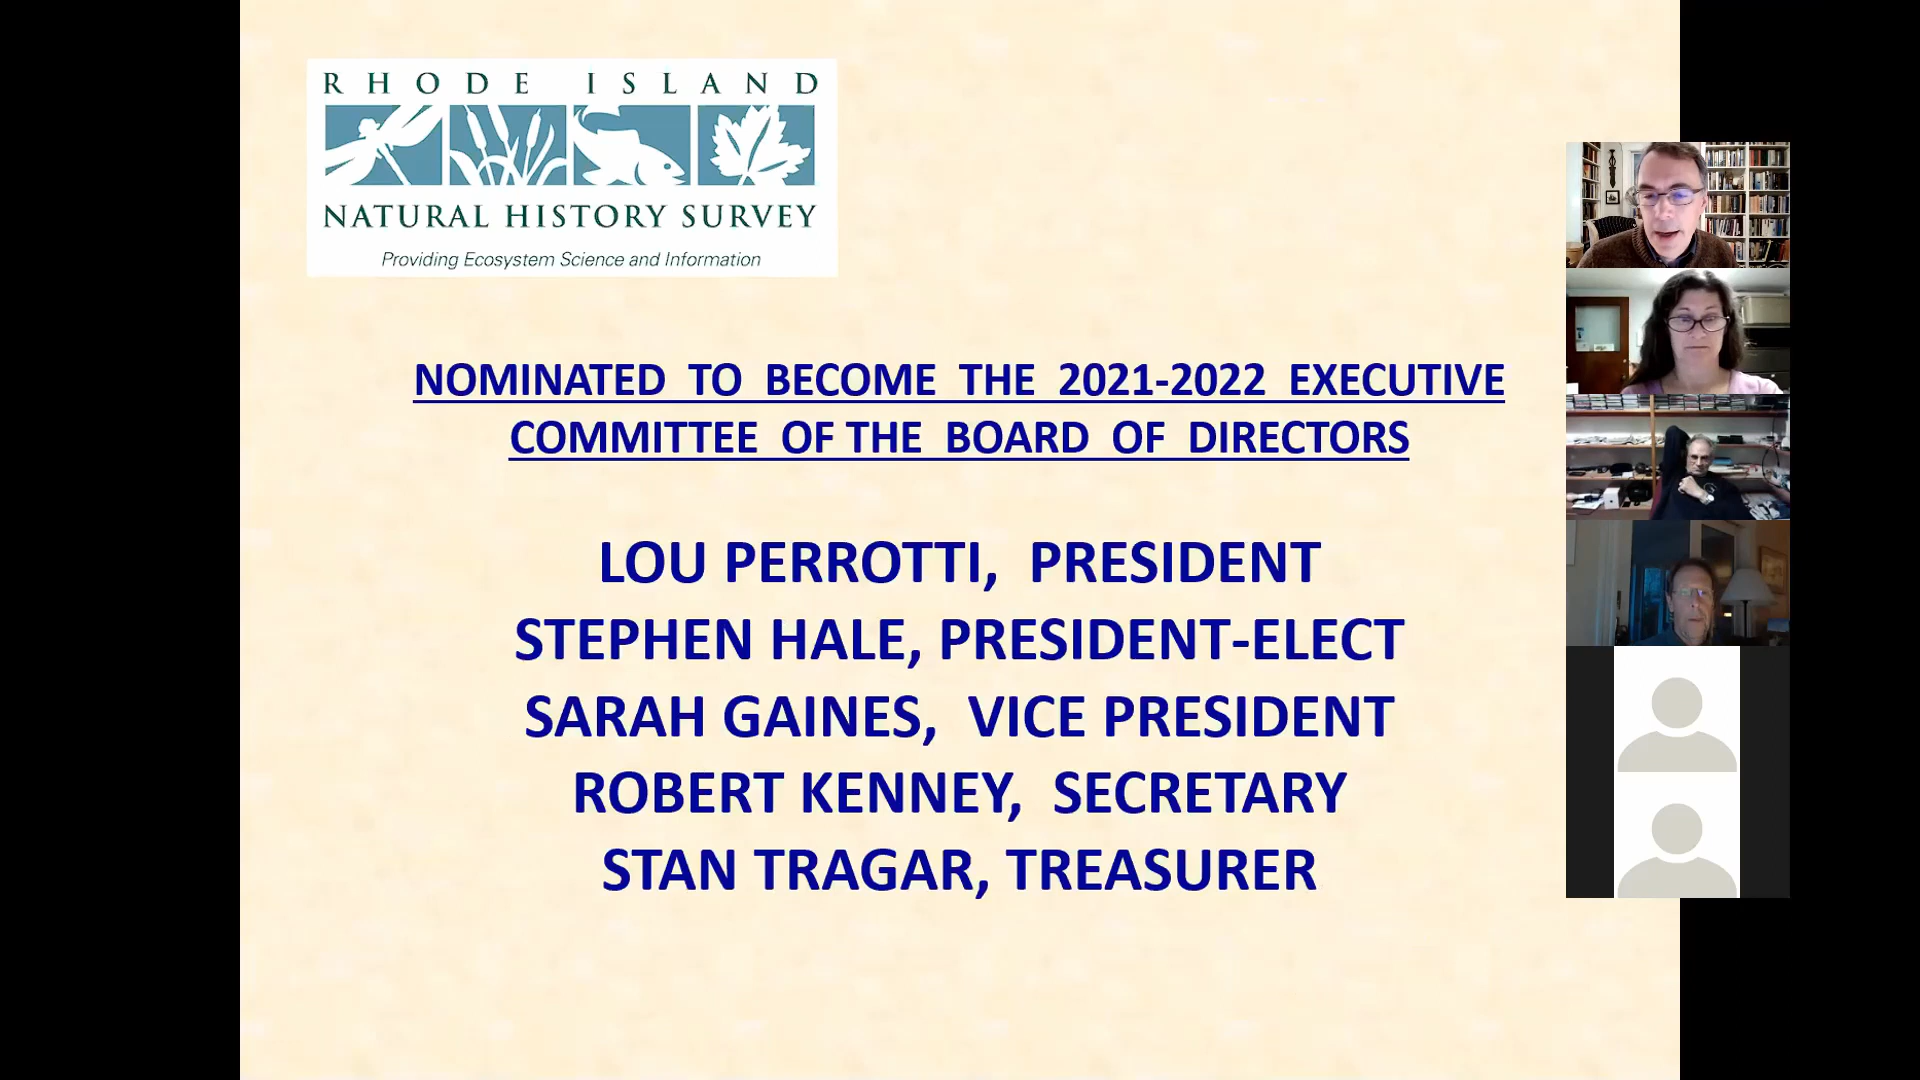 RHODE ISLAND
NATURAL HISTORY SURVEY
Providing Ecosystem Science and Information
NOMINATED TO BECOME THE 2021-2022 EXECUTIVE
COMMITTEE OF THE BOARD OF DIRECTORS
LOU PERROTTI, PRESIDENT
STEPHEN HALE, PRESIDENT-ELECT
SARAH GAINES, VICE PRESIDENT
ROBERT KENNEY, SECRETARY
STAN TRAGAR, TREASURER